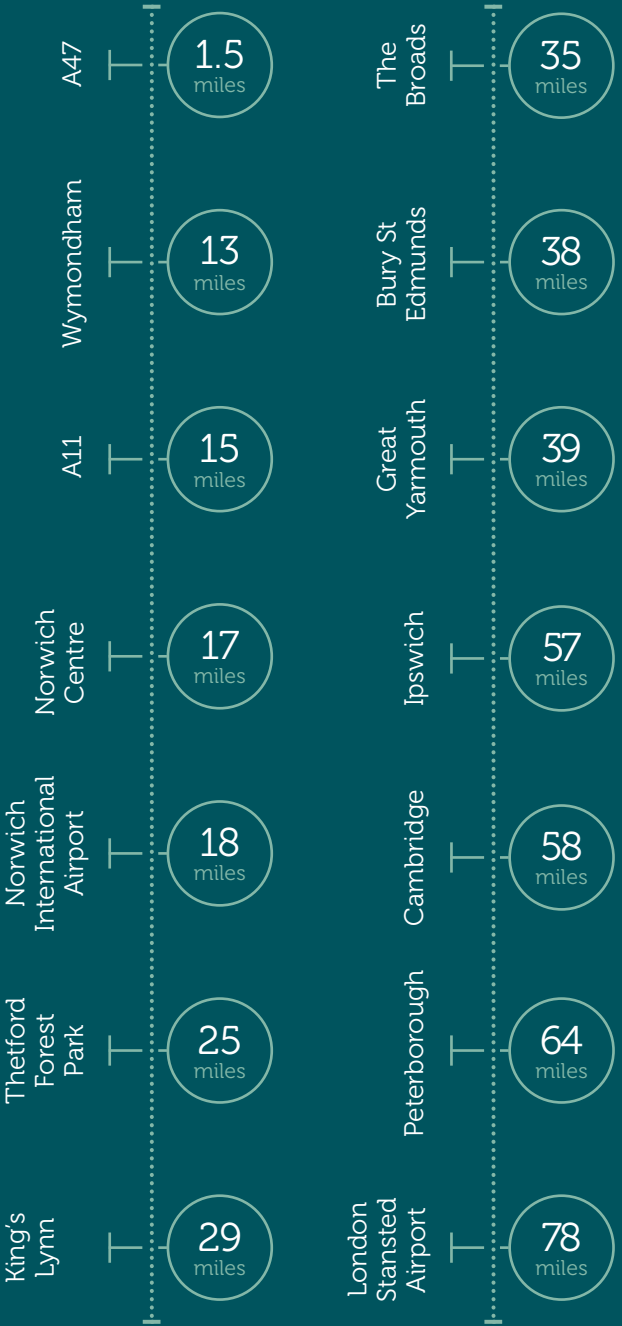 A47
1.5
miles
Wymondham
13
miles
A11
15
miles
Norwich
Centre
17
miles
Norwich
International
Airport
18
miles
Thetford
Forest
Park
25
miles
King's
Lynn
29
miles
The
Broads
35
miles
Bury St
Edmunds
38
miles
Great
Yarmouth
39
miles
Ipswich
57
miles
Cambridge
58
miles
Peterborough
64
miles
London
Stansted
Airport
78
miles